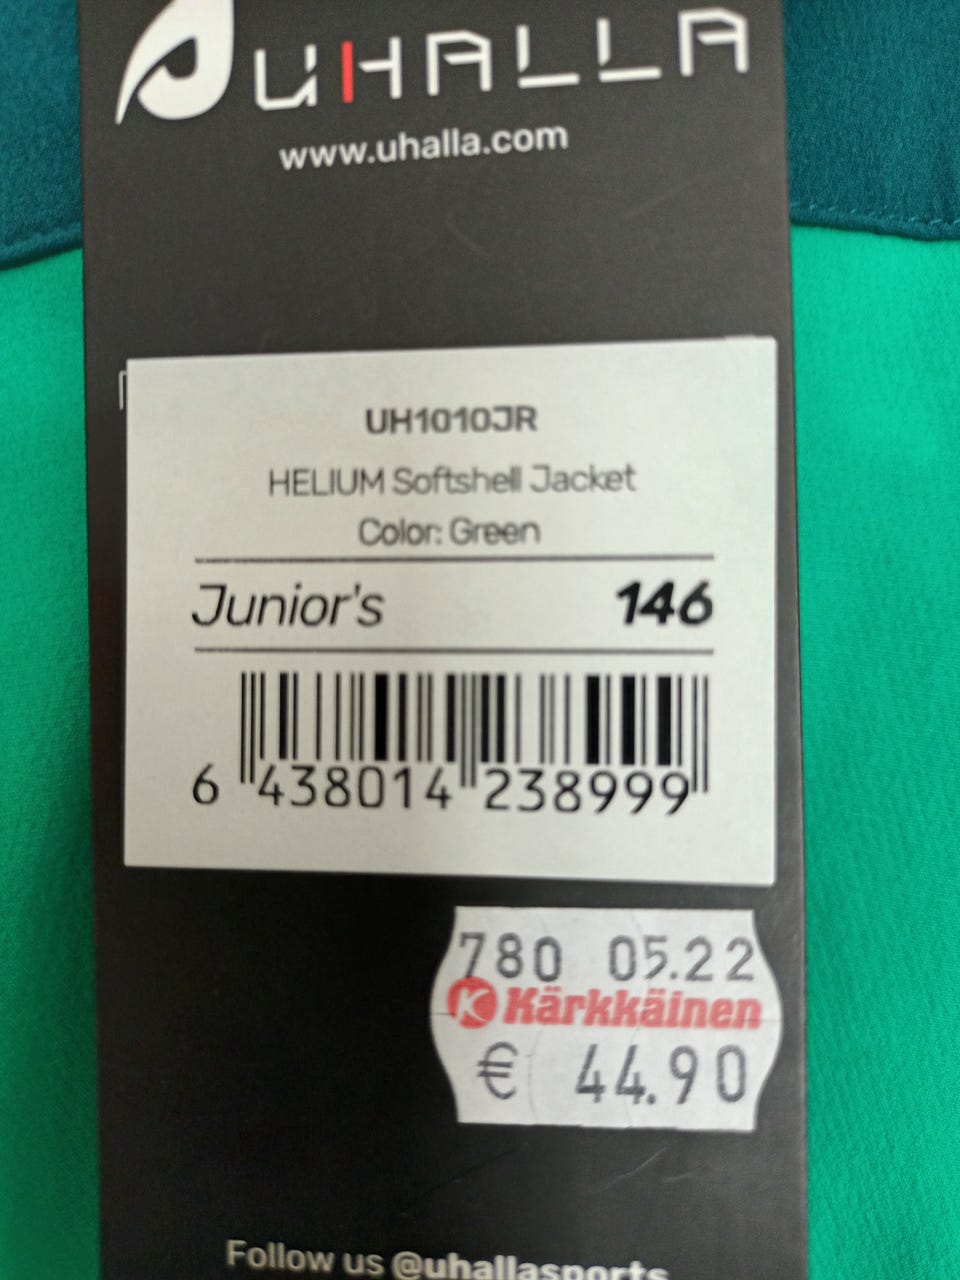 UHALLA
www.uhalla.com
UH1010JR
HELIUM Softshell Jacket
Color: Green
Junior's 146
6 438014 238999
780 05.22
K Kärkkäinen
€ 44.90
Follow us @uhallasports